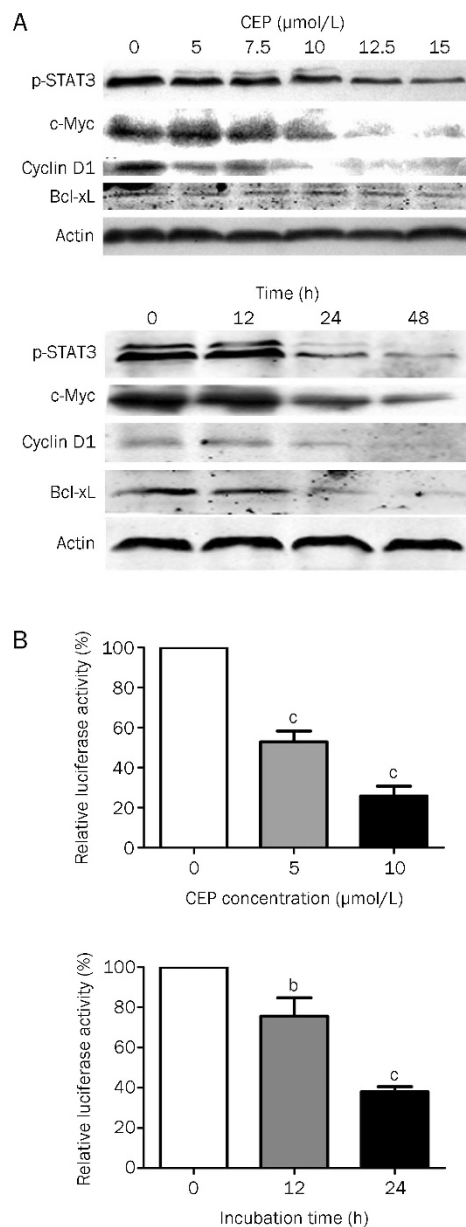 A
CEP (µmol/L)
0 5 7.5 10 12.5 15
p-STAT3
c-Myc
Cyclin D1
Bcl-xL
Actin
Time (h)
0 12 24 48
p-STAT3
c-Myc
Cyclin D1
Bcl-xL
Actin
B
Relative luciferase activity (%)
100
80
60
40
20
0
c
c
0 5 10
CEP concentration (µmol/L)
Relative luciferase activity (%)
100
80
60
40
20
0
b
c
0 12 24
Incubation time (h)